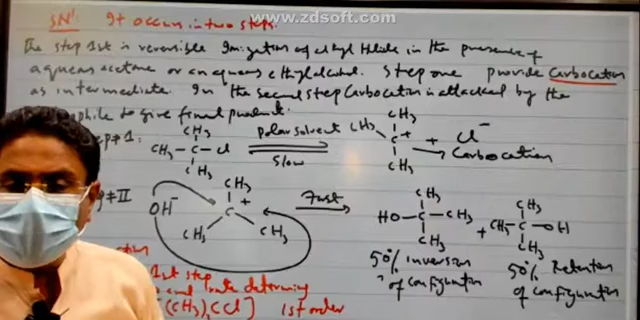 www.zdsoft.com
SN¹ It occurs in two steps.
The step 1st is reversible Ionization of alkyl Halide in the presence of
aqueous acetone or an aqueous ethyl alcohol. Step one provide Carbocation
as intermediate. In the second step Carbocation is attacked by the
phile to give final product.
CH₃ CH₃
1. CH₃-C-Cl Polar solvent CH₃ C⁺ + Cl⁻
CH₃ Slow CH₃ Carbocation
II OH⁻ CH₃ Fast CH₃ CH₃
C⁺ HO-C-CH₃ + CH₃-C-OH
CH₃ CH₃ CH₃ CH₃
50% inversion 50% Retention
of configuration of configuration
1st step
and rate determining
[(CH₃)₃CCl] 1st order